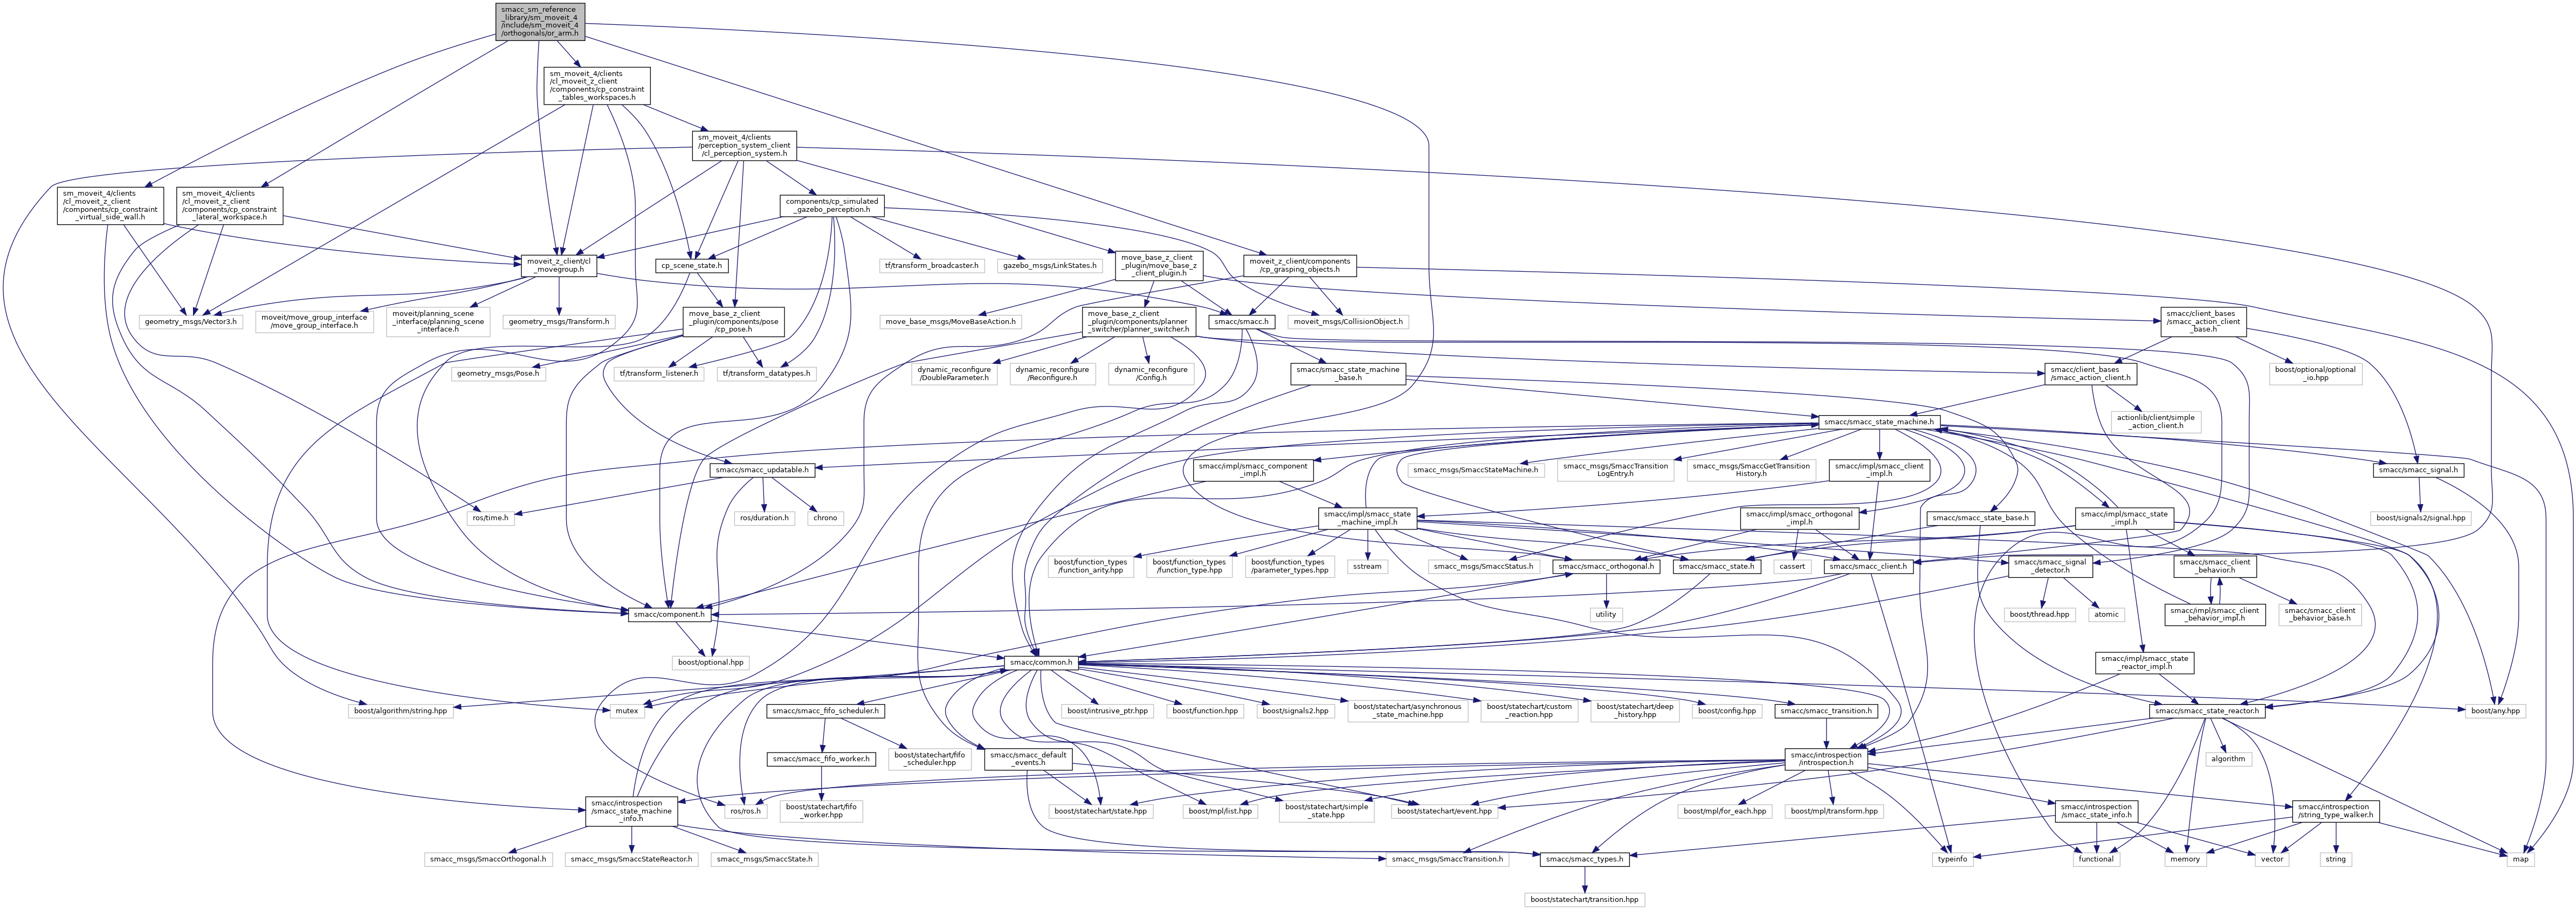 smacc_sm_reference
_library/sm_moveit_4
/include/sm_moveit_4
/orthogonals/or_arm.h
sm_moveit_4/clients
/cl_moveit_z_client
/components/cp_constraint
_tables_workspaces.h
sm_moveit_4/clients
/perception_system_client
/cl_perception_system.h
sm_moveit_4/clients
/cl_moveit_z_client
/components/cp_constraint
_virtual_side_wall.h
sm_moveit_4/clients
/cl_moveit_z_client
/components/cp_constraint
_lateral_workspace.h
components/cp_simulated
_gazebo_perception.h
moveit_z_client/cl
_movegroup.h
cp_scene_state.h
tf/transform_broadcaster.h
gazebo_msgs/LinkStates.h
move_base_z_client
_plugin/move_base_z
_client_plugin.h
moveit_z_client/components
/cp_grasping_objects.h
geometry_msgs/Vector3.h
moveit/move_group_interface
/move_group_interface.h
moveit/planning_scene
_interface/planning_scene
_interface.h
geometry_msgs/Transform.h
move_base_z_client
_plugin/components/pose
/cp_pose.h
move_base_msgs/MoveBaseAction.h
move_base_z_client
_plugin/components/planner
_switcher/planner_switcher.h
smacc/smacc.h
moveit_msgs/CollisionObject.h
smacc/client_bases
/smacc_action_client
_base.h
geometry_msgs/Pose.h
tf/transform_listener.h
tf/transform_datatypes.h
dynamic_reconfigure
/DoubleParameter.h
dynamic_reconfigure
/Reconfigure.h
dynamic_reconfigure
/Config.h
smacc/smacc_state_machine
_base.h
smacc/client_bases
/smacc_action_client.h
boost/optional/optional
_io.hpp
actionlib/client/simple
_action_client.h
smacc/smacc_state_machine.h
smacc/smacc_updatable.h
smacc/impl/smacc_component
_impl.h
smacc_msgs/SmaccStateMachine.h
smacc_msgs/SmaccTransition
LogEntry.h
smacc_msgs/SmaccGetTransition
History.h
smacc/impl/smacc_client
_impl.h
smacc/smacc_signal.h
ros/time.h
ros/duration.h
chrono
smacc/impl/smacc_state
_machine_impl.h
smacc/impl/smacc_orthogonal
_impl.h
smacc/smacc_state_base.h
smacc/impl/smacc_state
_impl.h
boost/signals2/signal.hpp
boost/function_types
/function_arity.hpp
boost/function_types
/function_type.hpp
boost/function_types
/parameter_types.hpp
sstream
smacc_msgs/SmaccStatus.h
smacc/smacc_orthogonal.h
smacc/smacc_state.h
cassert
smacc/smacc_client.h
smacc/smacc_signal
_detector.h
smacc/smacc_client
_behavior.h
smacc/component.h
utility
boost/thread.hpp
atomic
smacc/impl/smacc_client
_behavior_impl.h
smacc/smacc_client
_behavior_base.h
boost/optional.hpp
smacc/common.h
smacc/impl/smacc_state
_reactor_impl.h
boost/algorithm/string.hpp
mutex
smacc/smacc_fifo_scheduler.h
boost/intrusive_ptr.hpp
boost/function.hpp
boost/signals2.hpp
boost/statechart/asynchronous
_state_machine.hpp
boost/statechart/custom
_reaction.hpp
boost/statechart/deep
_history.hpp
boost/config.hpp
smacc/smacc_transition.h
smacc/smacc_state_reactor.h
boost/any.hpp
smacc/smacc_fifo_worker.h
boost/statechart/fifo
_scheduler.hpp
smacc/smacc_default
_events.h
smacc/introspection
/introspection.h
algorithm
smacc/introspection
/smacc_state_machine
_info.h
ros/ros.h
boost/statechart/fifo
_worker.hpp
boost/statechart/state.hpp
boost/mpl/list.hpp
boost/statechart/simple
_state.hpp
boost/statechart/event.hpp
boost/mpl/for_each.hpp
boost/mpl/transform.hpp
smacc/introspection
/smacc_state_info.h
smacc/introspection
/string_type_walker.h
smacc_msgs/SmaccOrthogonal.h
smacc_msgs/SmaccStateReactor.h
smacc_msgs/SmaccState.h
smacc_msgs/SmaccTransition.h
smacc/smacc_types.h
typeinfo
functional
memory
vector
string
map
boost/statechart/transition.hpp